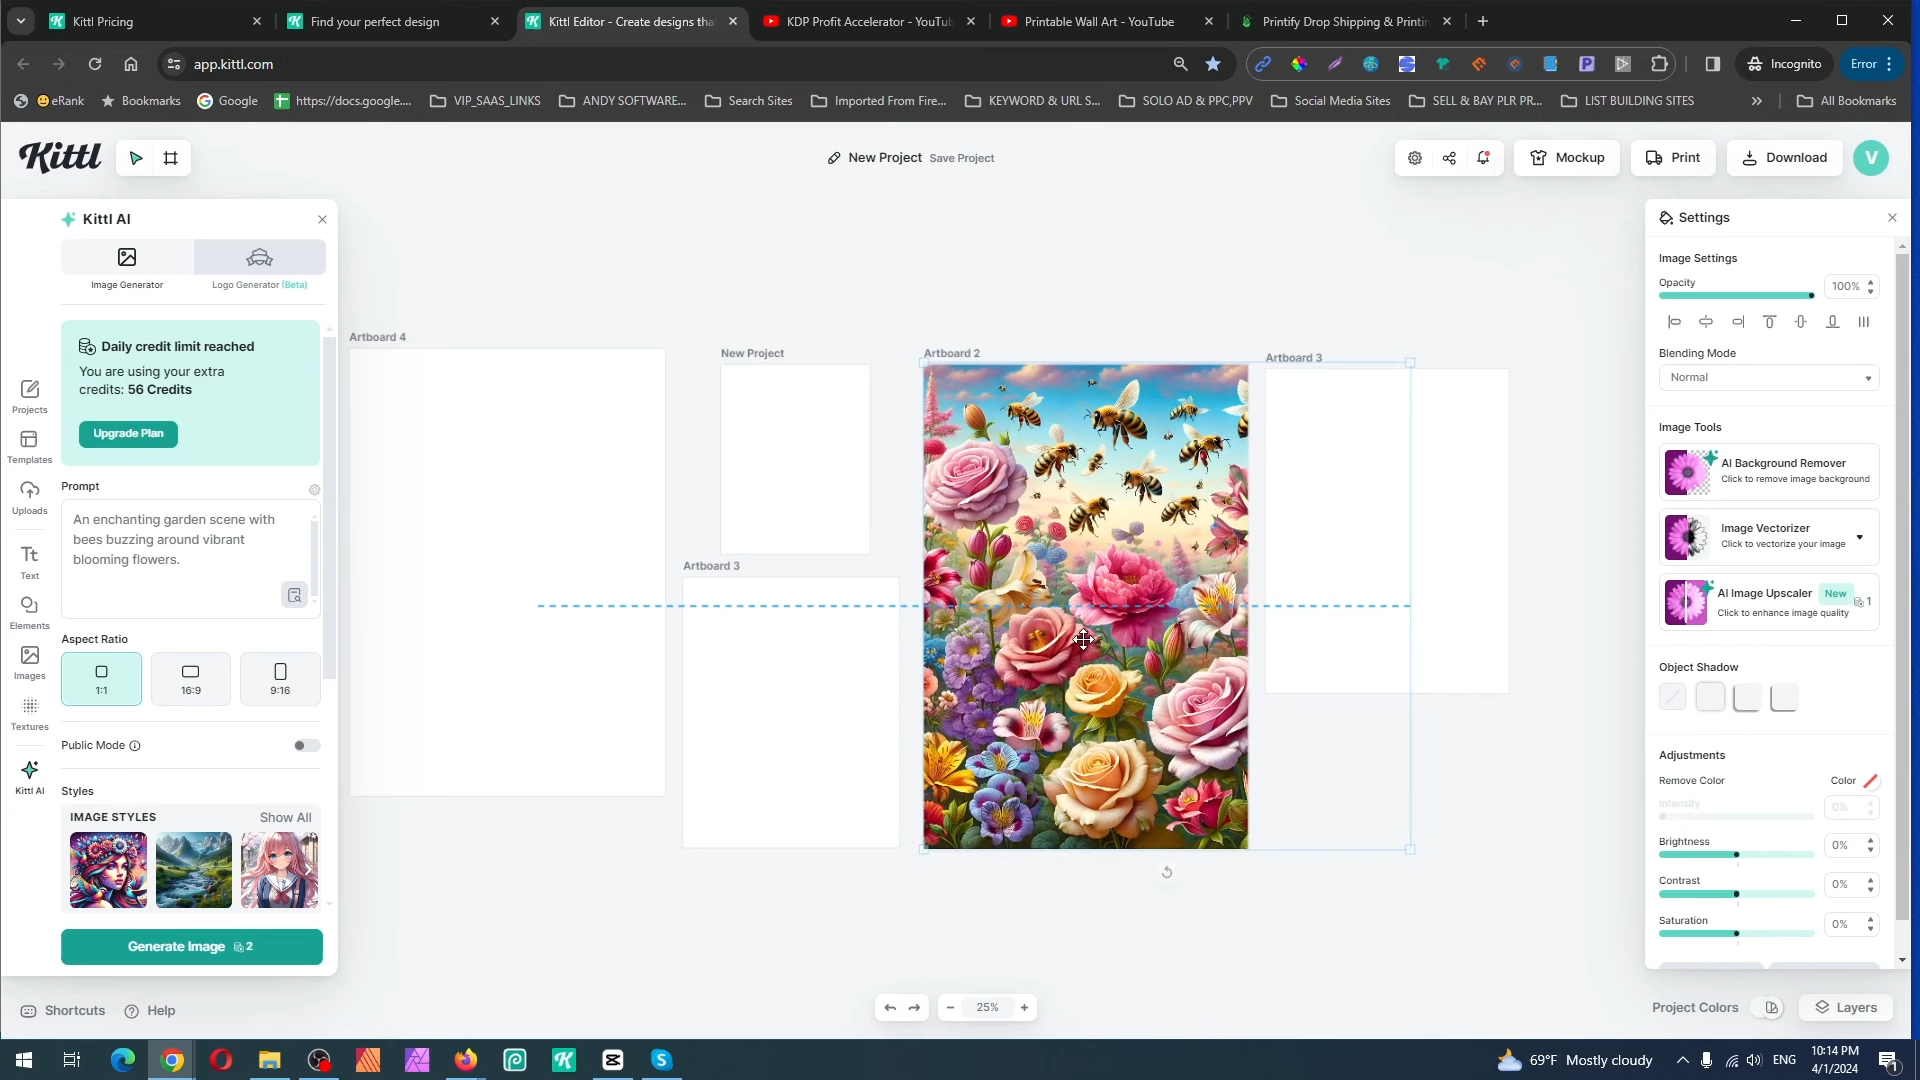 Kittl Pricing
Find your perfect design
Kittl Editor - Create designs that
KDP Profit Accelerator - YouTub
Printable Wall Art - YouTube
Printify Drop Shipping & Printin
app.kittl.com
Incognito
Error
eRank
Bookmarks
Google
https://docs.google....
VIP_SAAS_LINKS
ANDY SOFTWARE...
Search Sites
Imported From Fire...
KEYWORD & URL S...
SOLO AD & PPC,PPV
Social Media Sites
SELL & BAY PLR PR...
LIST BUILDING SITES
All Bookmarks
Kittl
New Project Save Project
Mockup
Print
Download
V
Kittl AI
Image Generator
Logo Generator (Beta)
Daily credit limit reached
You are using your extra
credits: 56 Credits
Upgrade Plan
Prompt
An enchanting garden scene with
bees buzzing around vibrant
blooming flowers.
Aspect Ratio
1:1
16:9
9:16
Public Mode
Styles
IMAGE STYLES
Show All
Generate Image 2
Projects
Templates
Uploads
Tt
Text
Elements
Images
Textures
Kittl AI
Artboard 4
New Project
Artboard 3
Artboard 2
Artboard 3
Settings
Image Settings
Opacity
100%
Blending Mode
Normal
Image Tools
AI Background Remover
Click to remove image background
Image Vectorizer
Click to vectorize your image
AI Image Upscaler New
1
Click to enhance image quality
Object Shadow
Adjustments
Remove Color
Color
Intensity
0%
Brightness
0%
Contrast
0%
Saturation
0%
Shortcuts
Help
25%
Project Colors
Layers
69°F Mostly cloudy
ENG
10:14 PM
4/1/2024
1